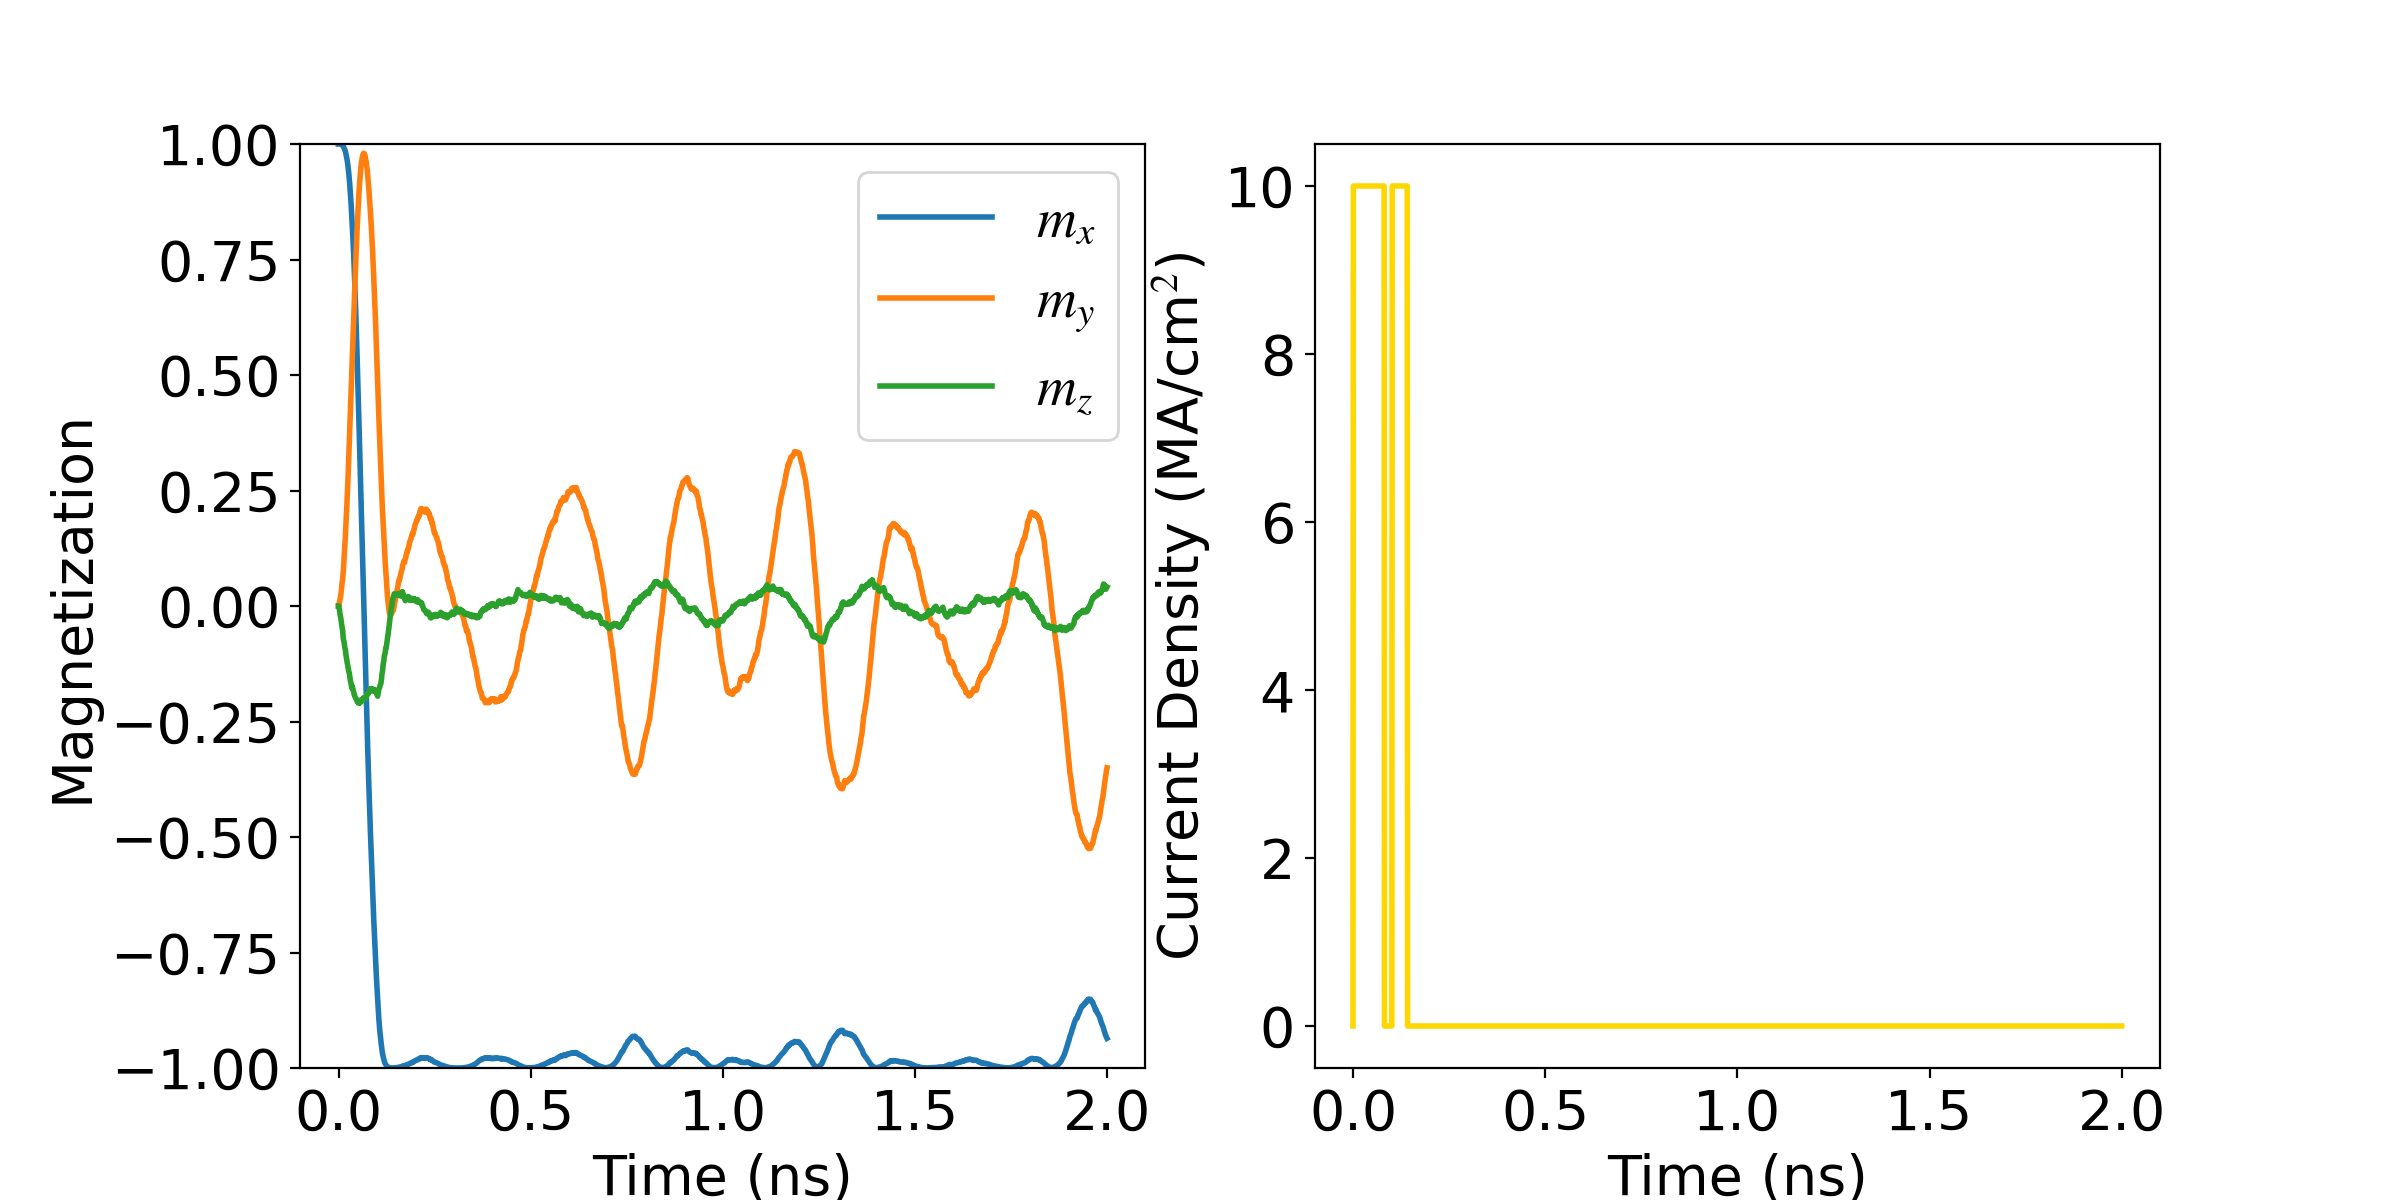 Magnetization
1.00
0.75
0.50
0.25
0.00
−0.25
−0.50
−0.75
−1.00
0.0 0.5 1.0 1.5 2.0
Time (ns)
m_x
m_y
m_z
Current Density (MA/cm²)
10
8
6
4
2
0
0.0 0.5 1.0 1.5 2.0
Time (ns)